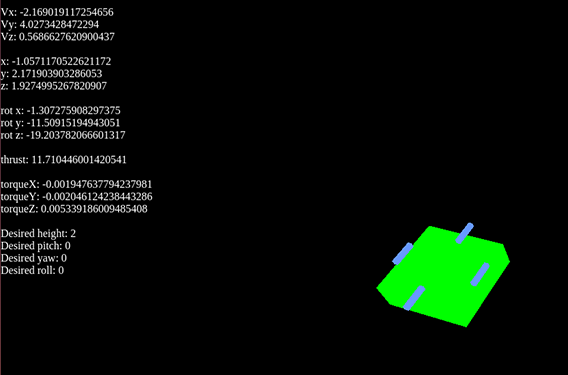 Vx: -2.169019117254656
Vy: 4.0273428472294
Vz: 0.5686627620900437
x: -1.0571170522621172
y: 2.171903903286053
z: 1.9274995267820907
rot x: -1.307275908297375
rot y: -11.50915194943051
rot z: -19.203782066601317
thrust: 11.710446001420541
torqueX: -0.001947637794237981
torqueY: -0.002046124238443286
torqueZ: 0.005339186009485408
Desired height: 2
Desired pitch: 0
Desired yaw: 0
Desired roll: 0